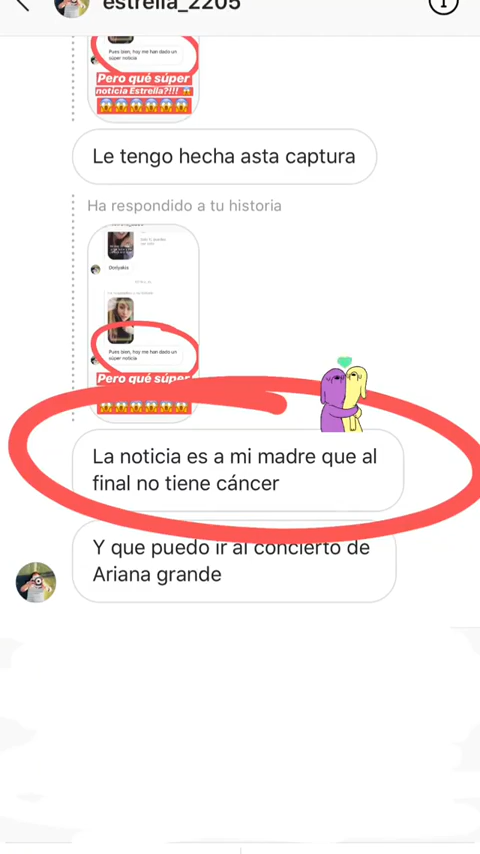 estrella_2205
Pues bien, hoy me han dado un
súper noticia
Pero qué súper
noticia Estrella?!!!
Le tengo hecha asta captura
Ha respondido a tu historia
Pues bien, hoy me han dado un
súper noticia
Pero qué súper
La noticia es a mi madre que al
final no tiene cáncer
Y que puedo ir al concierto de
Ariana grande